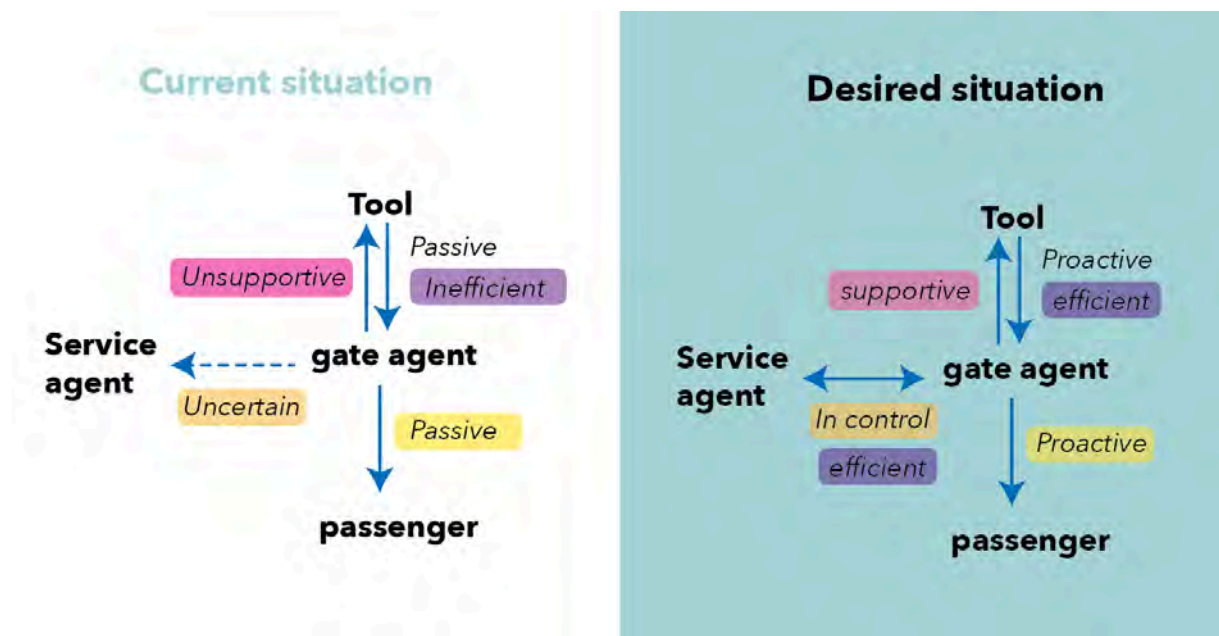 Current situation
Tool
Passive
Unsupportive
Inefficient
Service
agent
gate agent
Uncertain
Passive
passenger
Desired situation
Tool
Proactive
supportive
efficient
Service
agent
gate agent
In control
efficient
Proactive
passenger